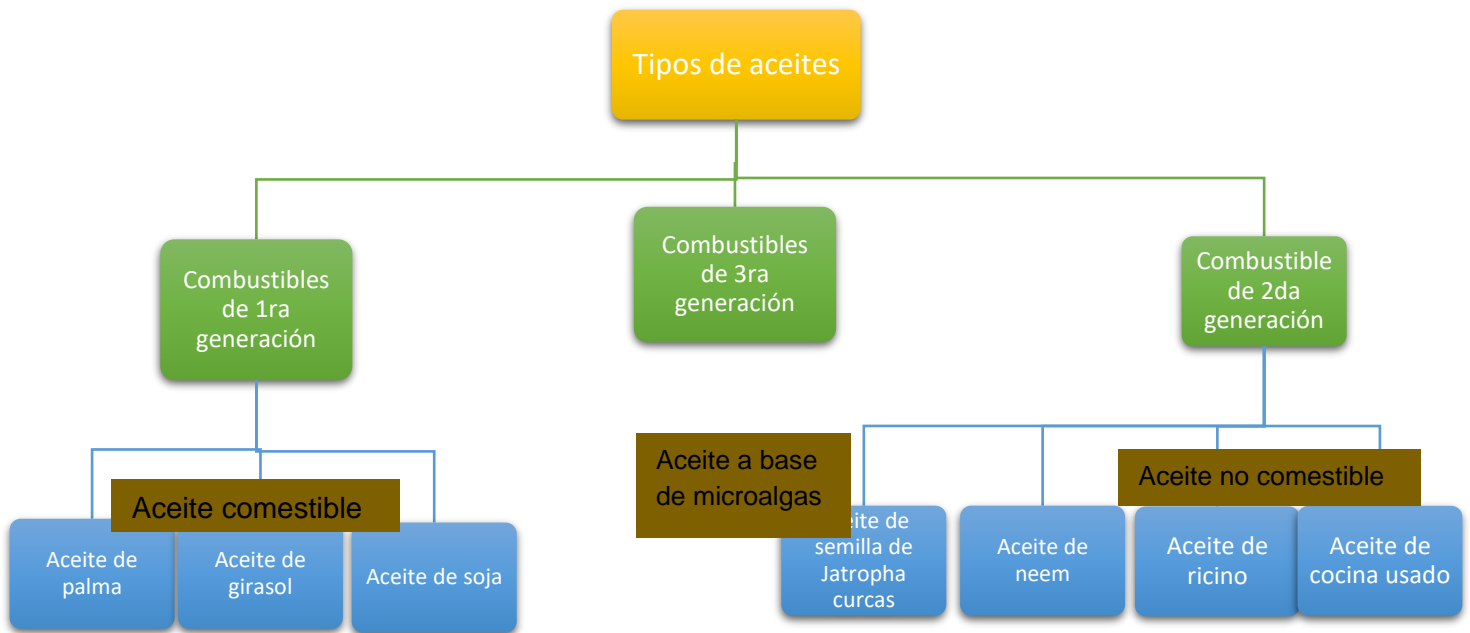 Tipos de aceites
Combustibles
de 1ra
generación
Combustibles
de 3ra
generación
Combustible
de 2da
generación
Aceite comestible
Aceite a base
de microalgas
Aceite no comestible
Aceite de
palma
Aceite de
girasol
Aceite de soja
de
semilla de
Jatropha
curcas
Aceite de
neem
Aceite de
ricino
Aceite de
cocina usado